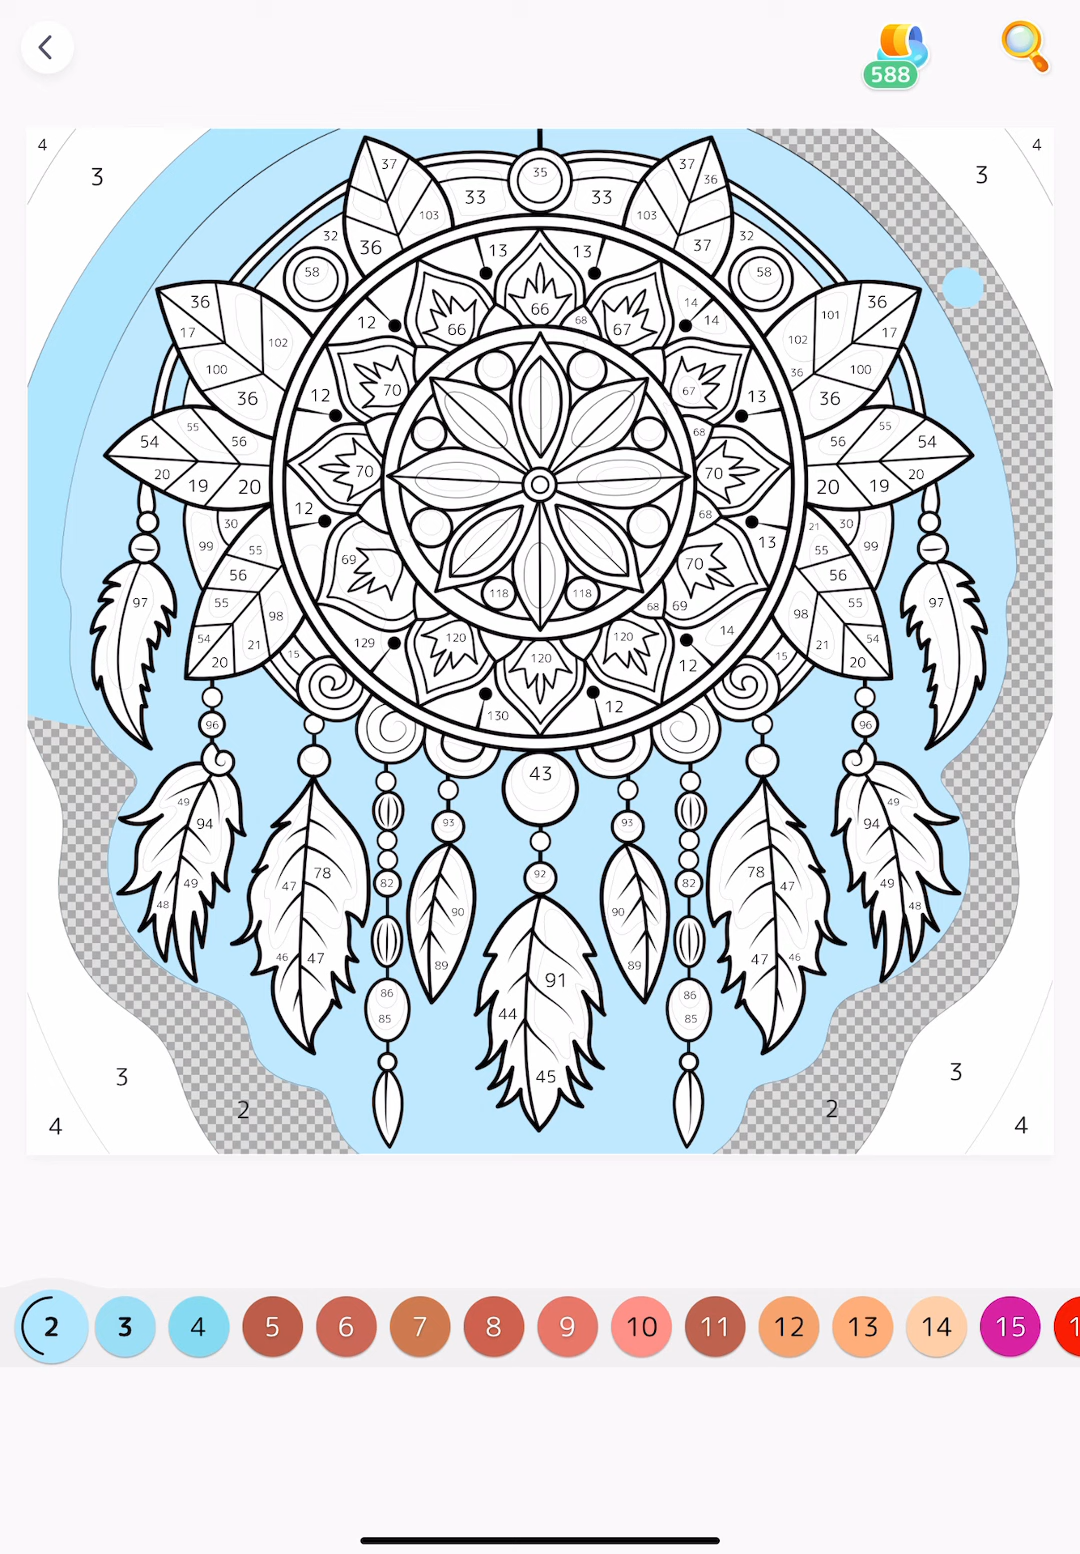 588
4 3 37 35 37 36 3 4
33 33
103 103
32 36 13 13 37 32
58 58
36 12 66 66 68 67 14 14 101 36
17 102 102 17
100 12 70 67 13 36 100
36 36
54 55 56 68 56 55 54
20 19 20 70 70 20 19 20
30 12 68 21 30
99 55 13 55 99
56 69 70 56
97 55 98 118 118 68 69 98 55 97
54 21 129 120 120 14 21 54
20 15 120 12 15 20
130 12
96 96
43
49 94 93 93 94 49
78 92 78
49 47 82 82 47 49
48 90 90 48
46 47 89 91 89 47 46
86 86
85 44 85
3 45 3
4 2 2 4
2 3 4 5 6 7 8 9 10 11 12 13 14 15 1